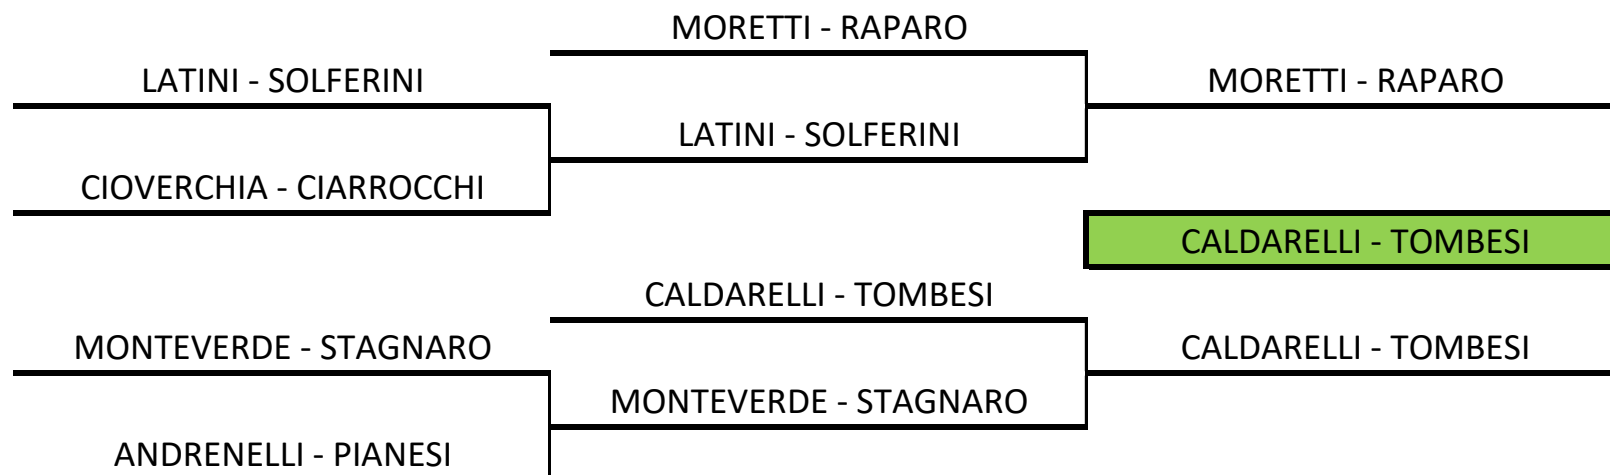 MORETTI - RAPARO
LATINI - SOLFERINI
MORETTI - RAPARO
LATINI - SOLFERINI
CIOVERCHIA - CIARROCCHI
CALDARELLI - TOMBESI
CALDARELLI - TOMBESI
MONTEVERDE - STAGNARO
CALDARELLI - TOMBESI
MONTEVERDE - STAGNARO
ANDRENELLI - PIANESI